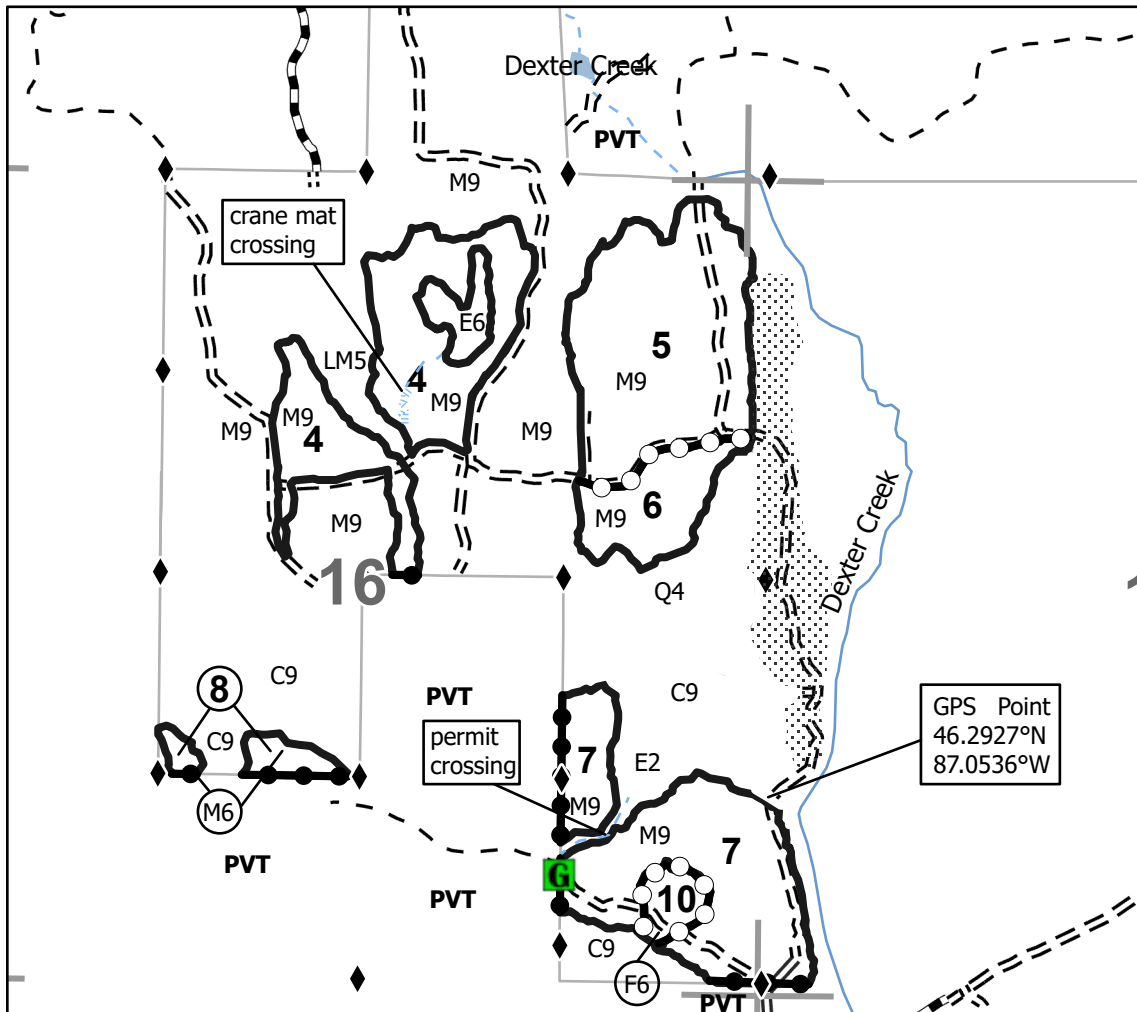 Dexter Creek
PVT
M9
crane mat
crossing
E6
5
LM5
4
M9
M9
M9
M9
M9
4
6
M9
M9
16
Q4
Dexter Creek
C9
8
C9
PVT
C9
GPS Point
46.2927°N
87.0536°W
permit
crossing
7
E2
M9
M6
M9
7
PVT
G
10
PVT
C9
F6
PVT